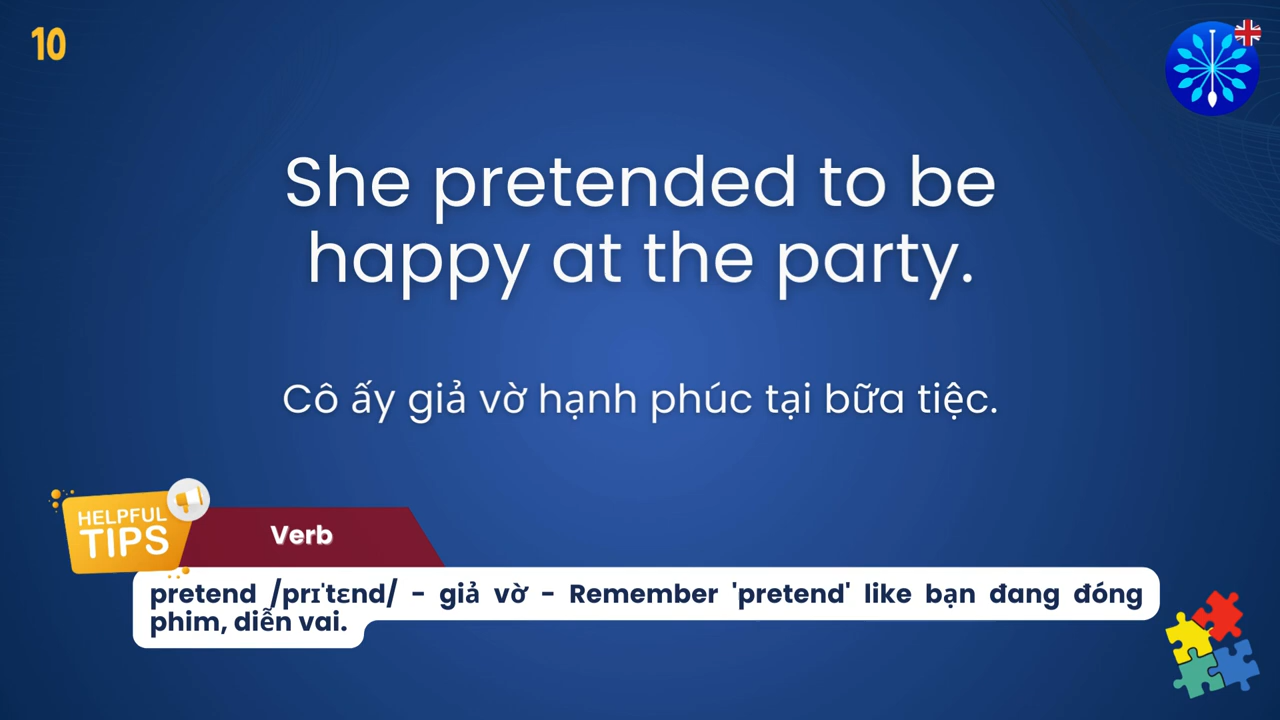 10
She pretended to be
happy at the party.
Cô ấy giả vờ hạnh phúc tại bữa tiệc.
HELPFUL
TIPS
Verb
pretend /prɪˈtɛnd/ - giả vờ - Remember 'pretend' like bạn đang đóng
phim, diễn vai.